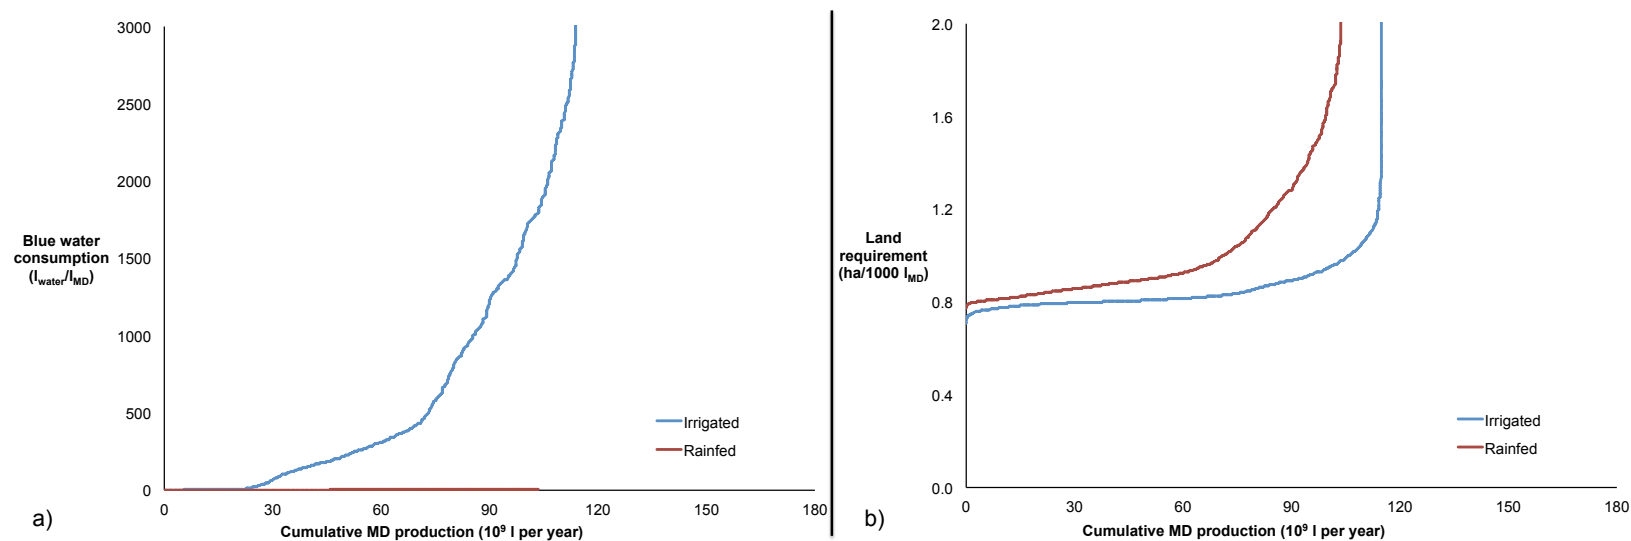 3000
2500
2000
1500
1000
500
0
Blue water
consumption
(lwater/lMD)
0 30 60 90 120 150 180
Cumulative MD production (10⁹ l per year)
Irrigated
Rainfed
a)
2.0
1.6
1.2
0.8
0.4
0.0
Land
requirement
(ha/1000 lMD)
0 30 60 90 120 150 180
Cumulative MD production (10⁹ l per year)
Irrigated
Rainfed
b)